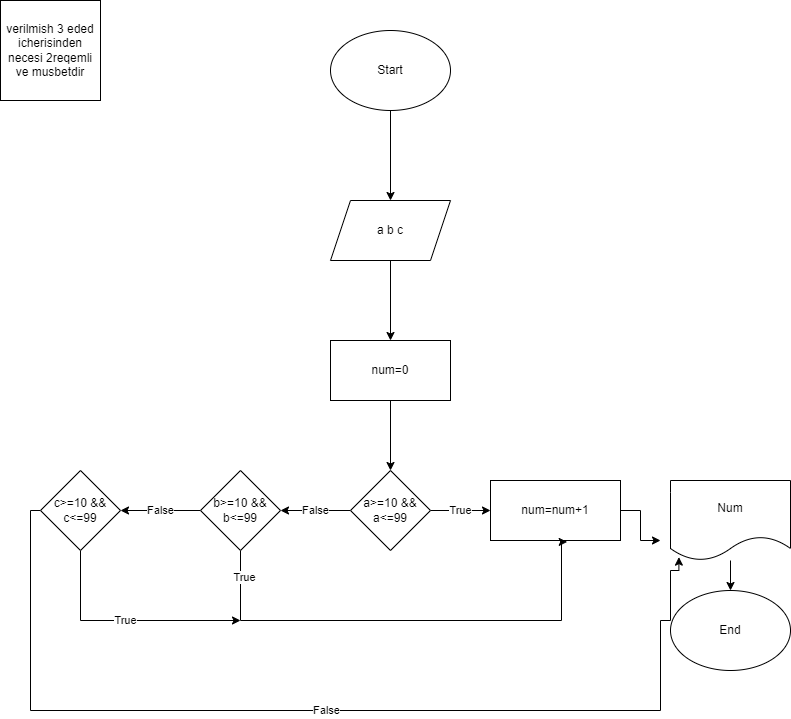 verilmish 3 eded
icherisinden
necesi 2reqemli
ve musbetdir
Start
a b c
num=0
c>=10 &&
c<=99
False
b>=10 &&
b<=99
False
a>=10 &&
a<=99
True
num=num+1
Num
True
True
End
False